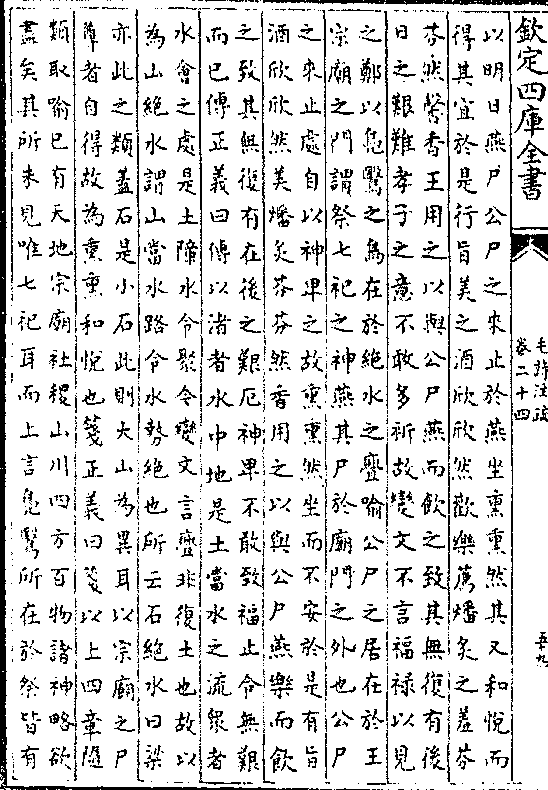 欽定四庫全書
毛詩注疏
卷二十四
五九
以明日燕尸公尸之來止於燕坐熏熏然其又和悅而
得其宜於是行旨美之酒欣欣然歡樂薦燔炙之羞芬
芬然馨香王用之以與公尸燕而飲之致其無復有後
日之艱難孝子之意不敢多祈故變文不言福祿以見
之鄭以鳧鷖之鳥在於絶水之亹喻公尸之居在於王
宗廟之門謂祭七祀之神燕其尸於廟門之外也公尸
之來止處自以神卑之故熏熏然坐而不安於是有旨
酒欣欣然美燔炙芬芬然香用之以與公尸燕樂而飲
之致其無復有在後之艱厄神卑不敢致福止令無艱
而已傳正義曰傳以渚者水中地是土當水之流衆者
水會之處是土障水令聚令變文言亹非復土也故以
為山絶水謂山當水路令水勢絶也所云石絶水曰梁
亦此之類蓋石是小石此則大山為異耳以宗廟之尸
尊者自得故為熏熏和悅也箋正義曰箋以上四章隨
類取喻已有天地宗廟社稷山川四方百物諸神略欲
盡矣其所未見唯七祀耳而上言鳧鷖所在於祭皆有